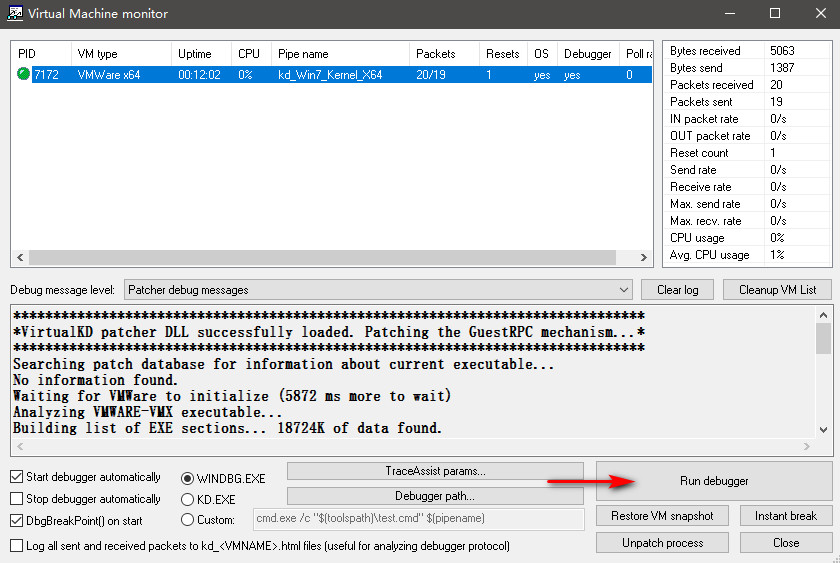 Virtual Machine monitor
PID VM type Uptime CPU Pipe name Packets Resets OS Debugger Poll ra
7172 VMWare x64 00:12:02 0% kd_Win7_Kernel_X64 20/19 1 yes yes 0
Bytes received 5063
Bytes send 1387
Packets received 20
Packets sent 19
IN packet rate 0/s
OUT packet rate 0/s
Reset count 1
Send rate 0/s
Receive rate 0/s
Max. send rate 0/s
Max. recv. rate 0/s
CPU usage 0%
Avg. CPU usage 1%
Debug message level: Patcher debug messages Clear log Cleanup VM List
*******************************************************************************
*VirtualKD patcher DLL successfully loaded. Patching the GuestRPC mechanism...*
*******************************************************************************
Searching patch database for information about current executable...
No information found.
Waiting for VMWare to initialize (5872 ms more to wait)
Analyzing VMWARE-VMX executable...
Building list of EXE sections... 18724K of data found.
Start debugger automatically WINDBG.EXE TraceAssist params... Run debugger
Stop debugger automatically KD.EXE Debugger path...
DbgBreakPoint() on start Custom: cmd.exe /c "$(toolspath)\test.cmd" $(pipename) Restore VM snapshot Instant break
Log all sent and received packets to kd_<VMNAME>.html files (useful for analyzing debugger protocol) Unpatch process Close